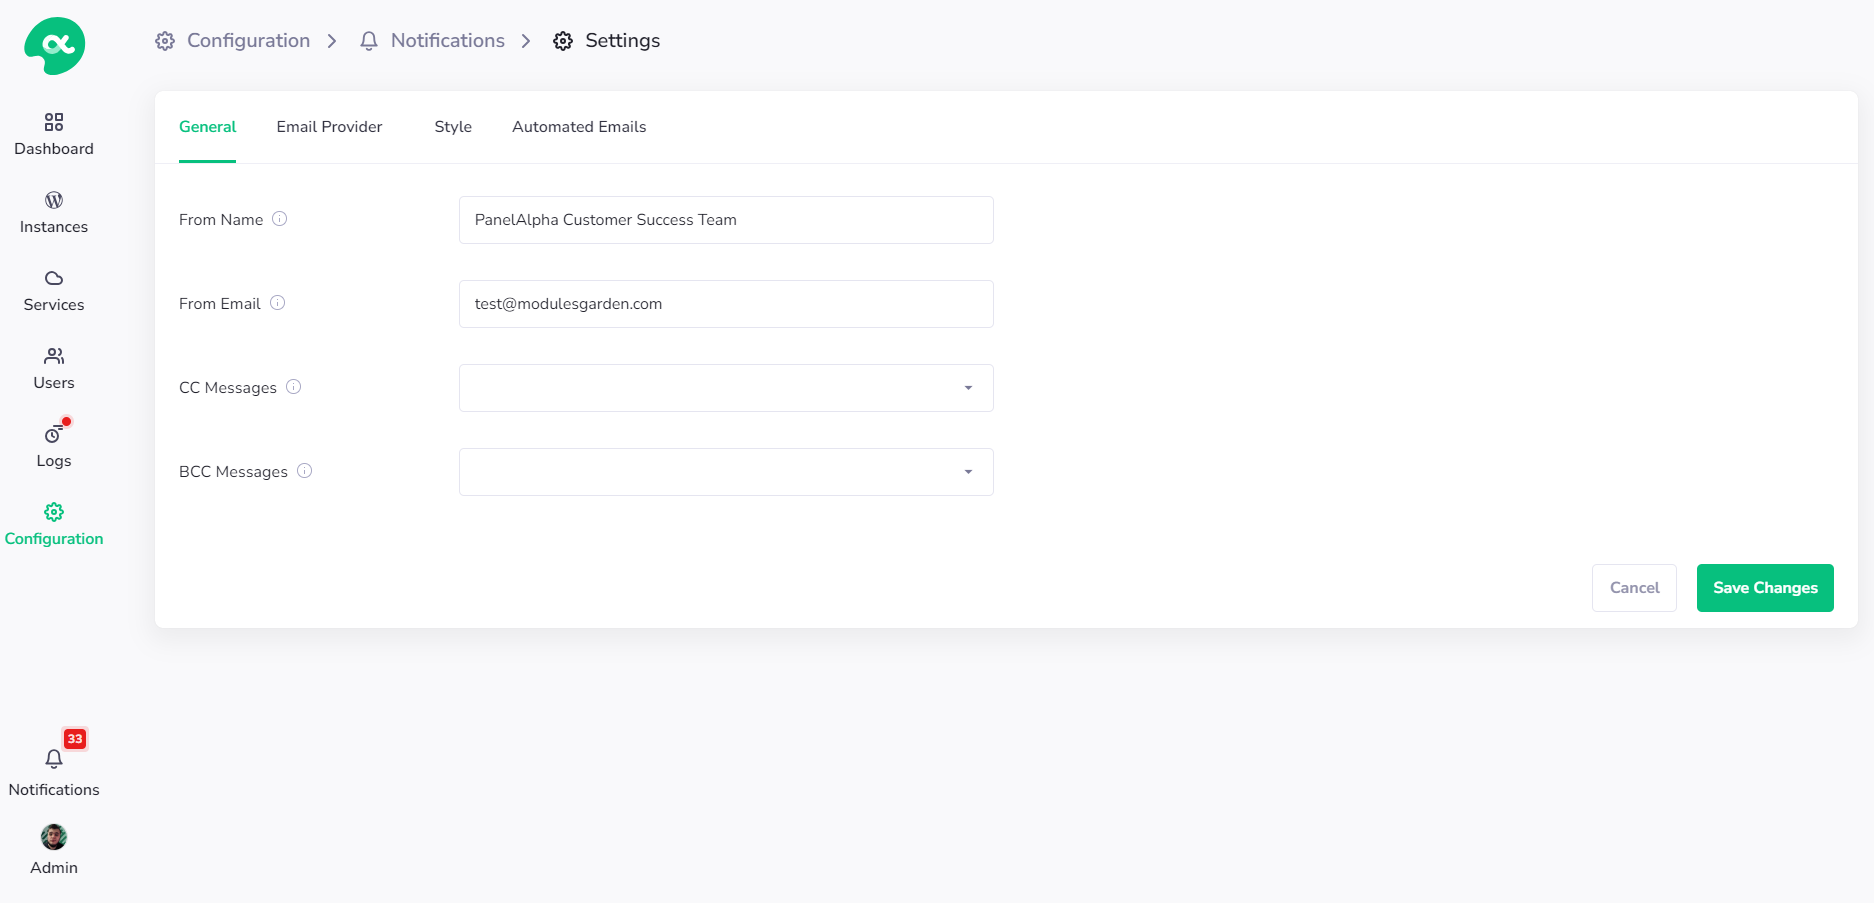 Configuration > Notifications > Settings
General Email Provider Style Automated Emails
Dashboard
Instances
Services
Users
Logs
Configuration
From Name
PanelAlpha Customer Success Team
From Email
test@modulesgarden.com
CC Messages
BCC Messages
Cancel Save Changes
33
Notifications
Admin